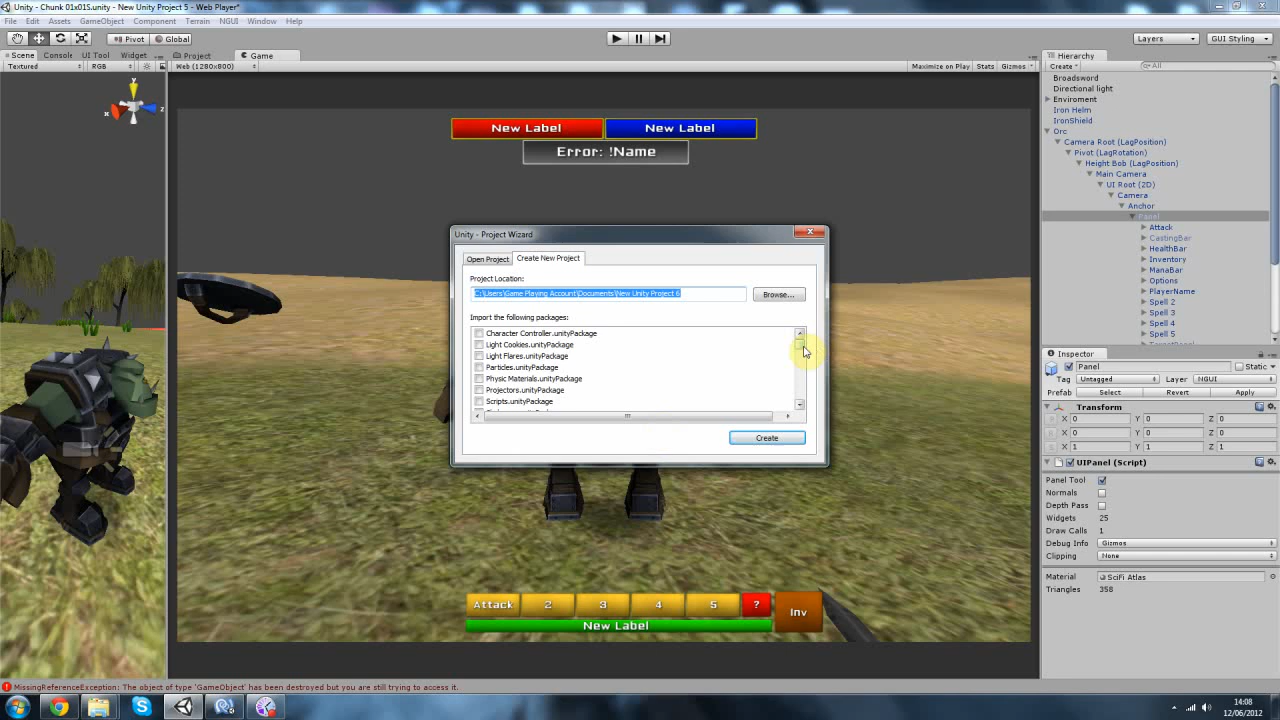 Unity - Chunk 01x01S.unity - New Unity Project 5 - Web Player*
File Edit Assets GameObject Component Terrain NGUI Window Help
Pivot Global Layers GUI Styling
Scene Console UI Tool Widget Project Game Hierarchy
Textured RGB Web (1280x800) Maximize on Play Stats Gizmos Create All
Broadsword
Directional light
Enviroment
Iron Helm
IronShield
Orc
Camera Root (LagPosition)
Pivot (LagRotation)
Height Bob (LagPosition)
Main Camera
UI Root (2D)
Camera
Anchor
Panel
Attack
CastingBar
HealthBar
Inventory
ManaBar
Options
PlayerName
Spell 2
Spell 3
Spell 4
Spell 5
New Label New Label
Error: !Name
Unity - Project Wizard
Open Project Create New Project
Project Location:
C:\Users\Game Playing Account\Documents\New Unity Project 6
Browse...
Import the following packages:
Character Controller.unityPackage
Light Cookies.unityPackage
Light Flares.unityPackage
Particles.unityPackage
Physic Materials.unityPackage
Projectors.unityPackage
Scripts.unityPackage
Create
Attack 2 3 4 5 ? Inv
New Label
Inspector
Panel Static
Tag Untagged Layer NGUI
Prefab Select Revert Apply
Transform
X 0 Y 0 Z 0
X 0 Y 0 Z 0
X 1 Y 1 Z 1
UIPanel (Script)
Panel Tool
Normals
Depth Pass
Widgets 25
Draw Calls 1
Debug Info Gizmos
Clipping None
Material SciFi Atlas
Triangles 358
MissingReferenceException: The object of type 'GameObject' has been destroyed but you are still trying to access it.
14:08
12/06/2012